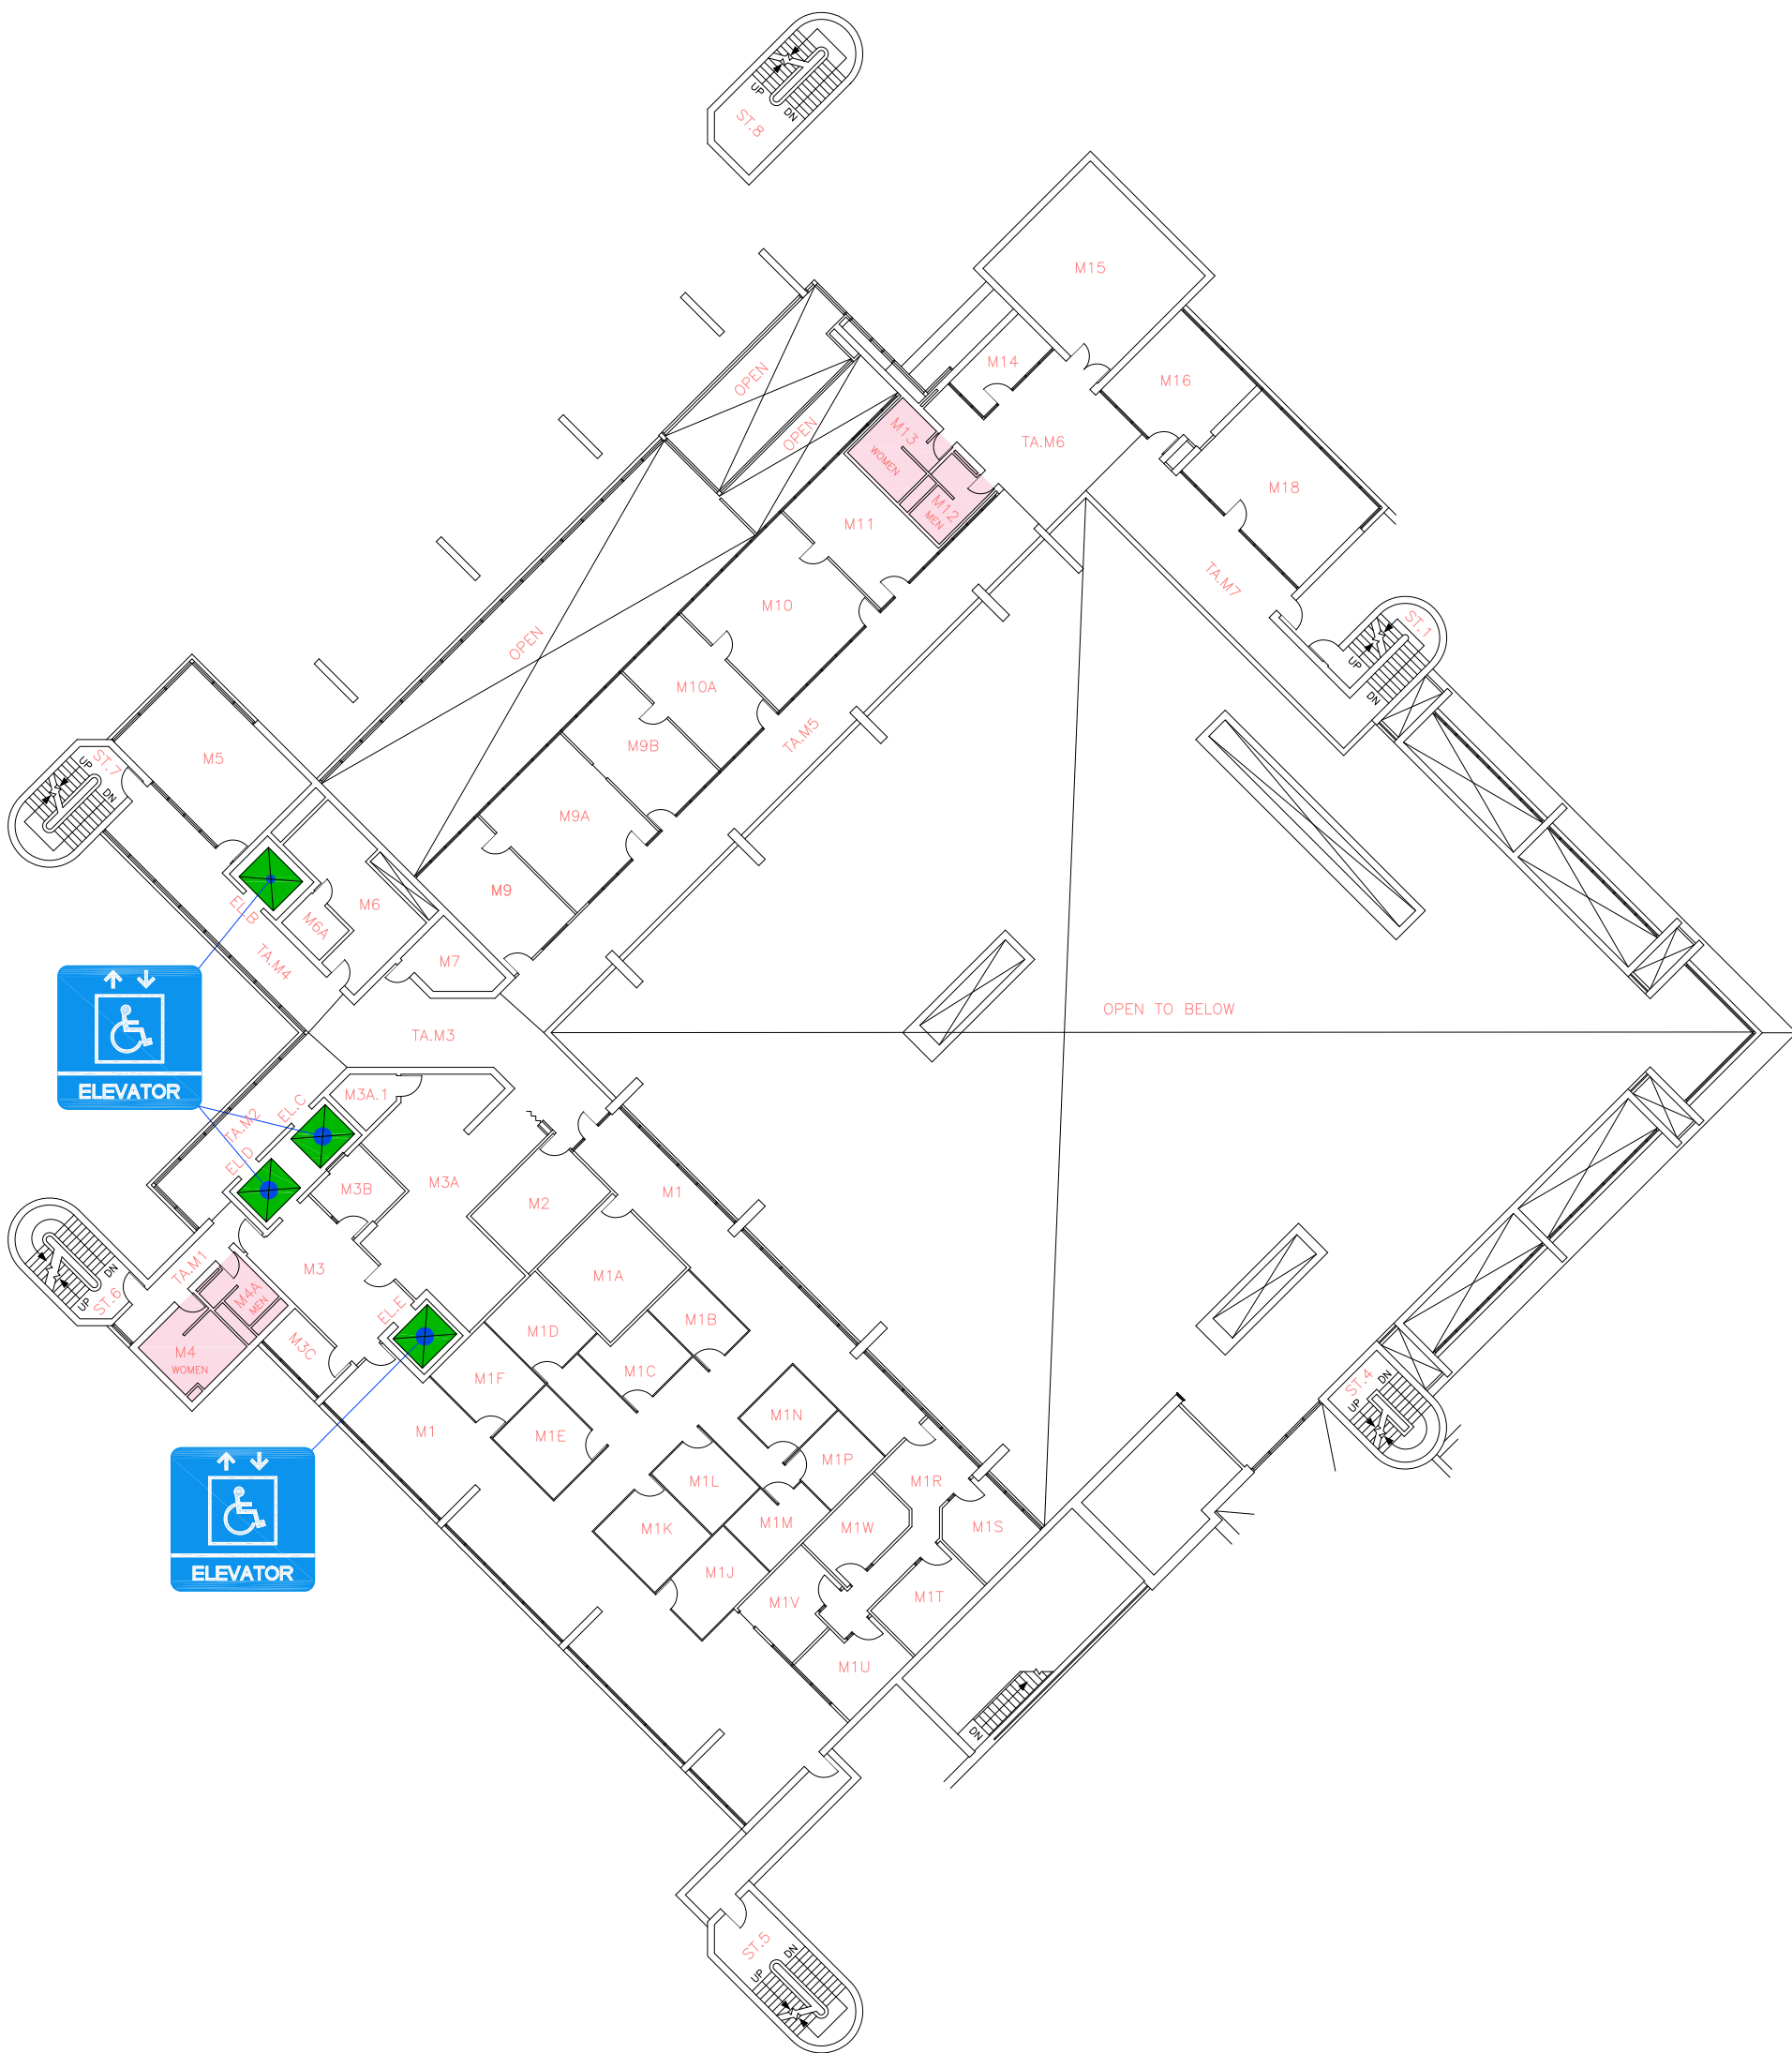 UP
DN
ST.8
M15
M14
OPEN
M16
M13
WOMEN
OPEN
TA.M6
M18
M12
MEN
M11
TA.M7
M10
ST.1
UP
DN
OPEN
M10A
TA.M5
M9B
M5
ST.7
UP
DN
M9A
M9
M6
EL.B
M6A
TA.M4
M7
OPEN TO BELOW
TA.M3
ELEVATOR
M3A.1
EL.C
TA.M2
EL.D
M3A
M3B
M1
M2
TA.M1
M3
M1A
DN
UP
ST.6
M4A
MEN
EL.E
M1B
M1D
M3C
M4
WOMEN
M1C
M1F
ST.4
DN
UP
M1N
M1
M1E
M1P
M1L
M1R
ELEVATOR
M1K
M1M
M1W
M1S
M1J
M1V
M1T
M1U
DN
ST.5
DN
UP